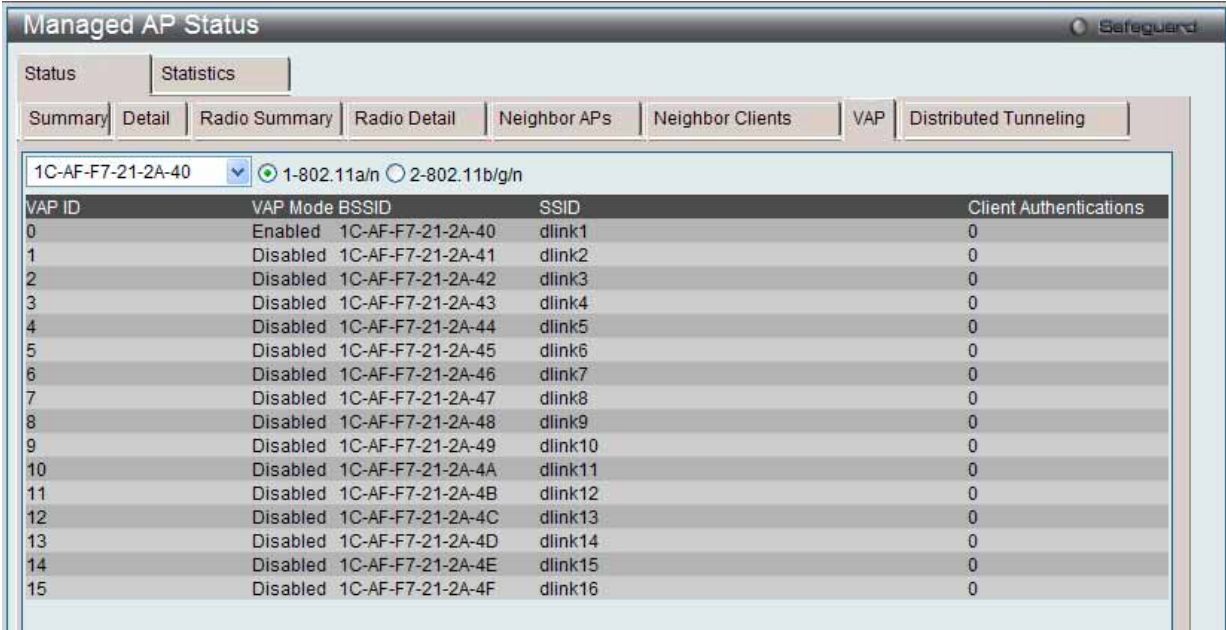 Managed AP Status Safeguard
Status Statistics
Summary Detail Radio Summary Radio Detail Neighbor APs Neighbor Clients VAP Distributed Tunneling
1C-AF-F7-21-2A-40 1-802.11a/n 2-802.11b/g/n
VAP ID VAP Mode BSSID SSID Client Authentications
0 Enabled 1C-AF-F7-21-2A-40 dlink1 0
1 Disabled 1C-AF-F7-21-2A-41 dlink2 0
2 Disabled 1C-AF-F7-21-2A-42 dlink3 0
3 Disabled 1C-AF-F7-21-2A-43 dlink4 0
4 Disabled 1C-AF-F7-21-2A-44 dlink5 0
5 Disabled 1C-AF-F7-21-2A-45 dlink6 0
6 Disabled 1C-AF-F7-21-2A-46 dlink7 0
7 Disabled 1C-AF-F7-21-2A-47 dlink8 0
8 Disabled 1C-AF-F7-21-2A-48 dlink9 0
9 Disabled 1C-AF-F7-21-2A-49 dlink10 0
10 Disabled 1C-AF-F7-21-2A-4A dlink11 0
11 Disabled 1C-AF-F7-21-2A-4B dlink12 0
12 Disabled 1C-AF-F7-21-2A-4C dlink13 0
13 Disabled 1C-AF-F7-21-2A-4D dlink14 0
14 Disabled 1C-AF-F7-21-2A-4E dlink15 0
15 Disabled 1C-AF-F7-21-2A-4F dlink16 0